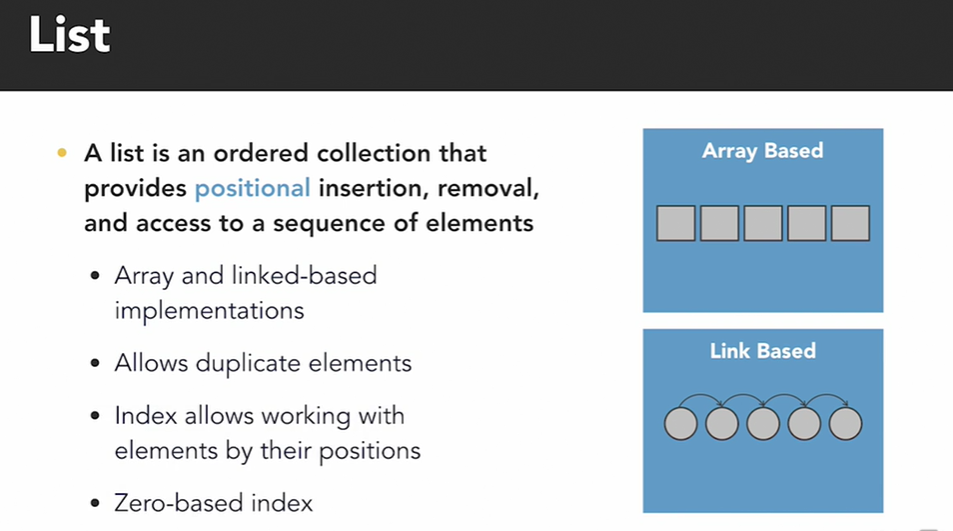 List
• A list is an ordered collection that
provides positional insertion, removal,
and access to a sequence of elements
• Array and linked-based
implementations
• Allows duplicate elements
• Index allows working with
elements by their positions
• Zero-based index
Array Based
Link Based